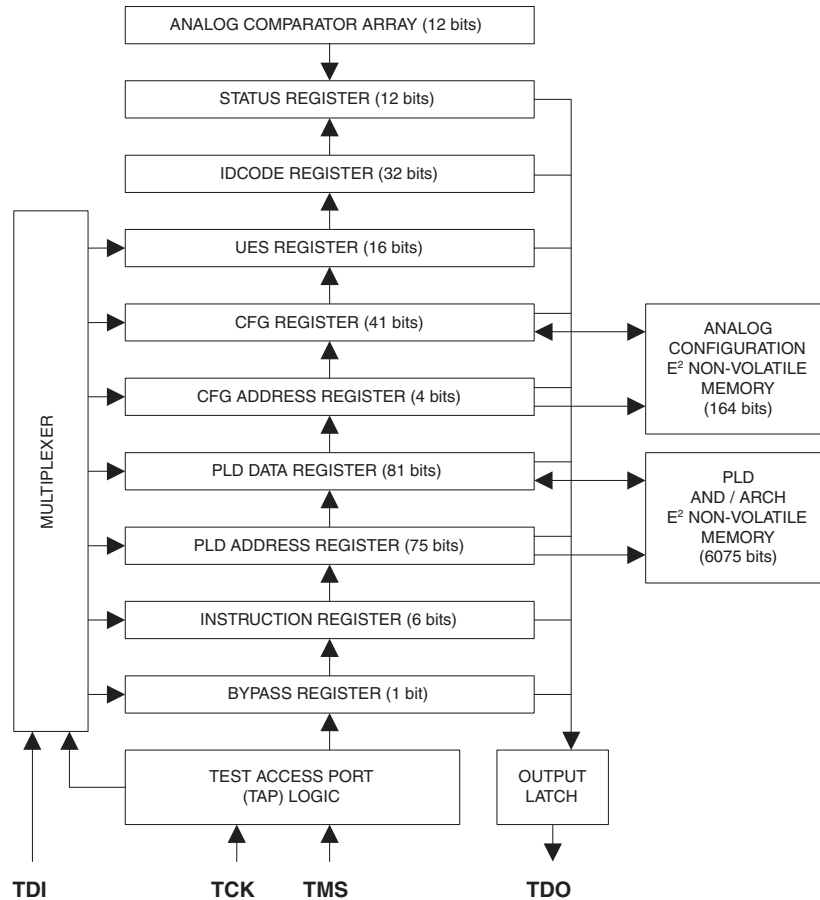 ANALOG COMPARATOR ARRAY (12 bits)
STATUS REGISTER (12 bits)
IDCODE REGISTER (32 bits)
UES REGISTER (16 bits)
CFG REGISTER (41 bits)
CFG ADDRESS REGISTER (4 bits)
PLD DATA REGISTER (81 bits)
PLD ADDRESS REGISTER (75 bits)
INSTRUCTION REGISTER (6 bits)
BYPASS REGISTER (1 bit)
MULTIPLEXER
ANALOG
CONFIGURATION
E² NON-VOLATILE
MEMORY
(164 bits)
PLD
AND / ARCH
E² NON-VOLATILE
MEMORY
(6075 bits)
TEST ACCESS PORT
(TAP) LOGIC
OUTPUT
LATCH
TDI
TCK
TMS
TDO